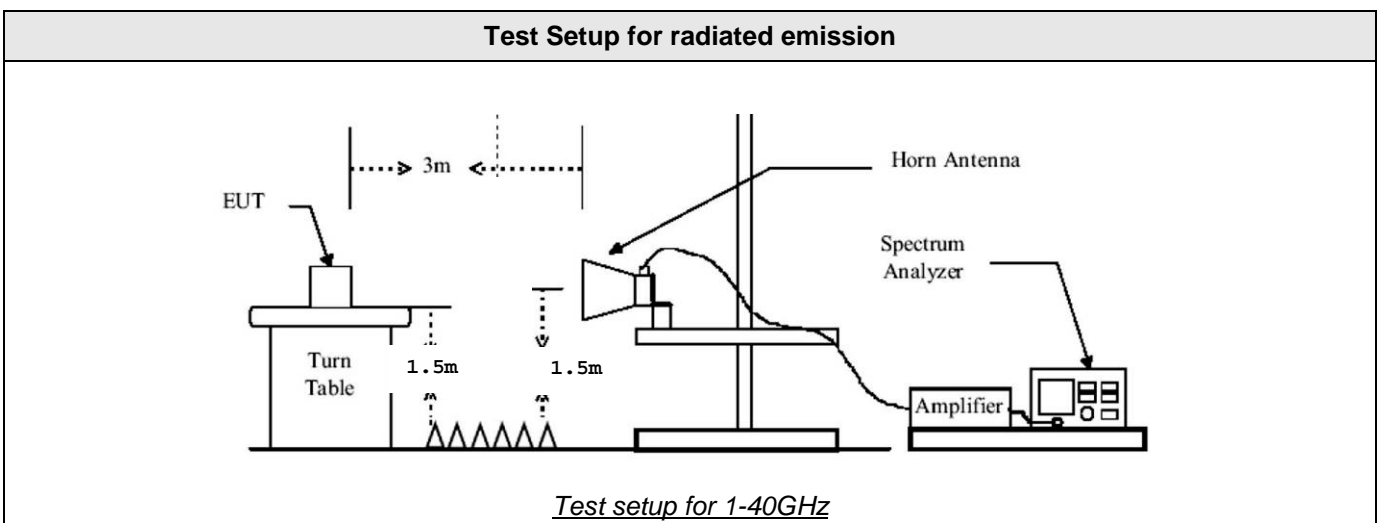 Test Setup for radiated emission
3m
Horn Antenna
EUT
Spectrum
Analyzer
Turn
Table
1.5m
1.5m
Amplifier
Test setup for 1-40GHz